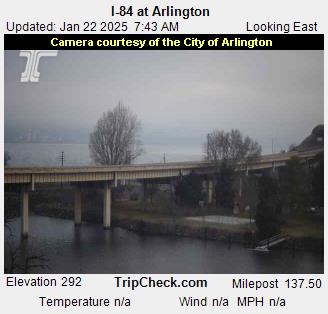 I-84 at Arlington
Updated: Jan 22 2025 7:43 AM Looking East
Camera courtesy of the City of Arlington
Elevation 292 TripCheck.com Milepost 137.50
Temperature n/a Wind n/a MPH n/a